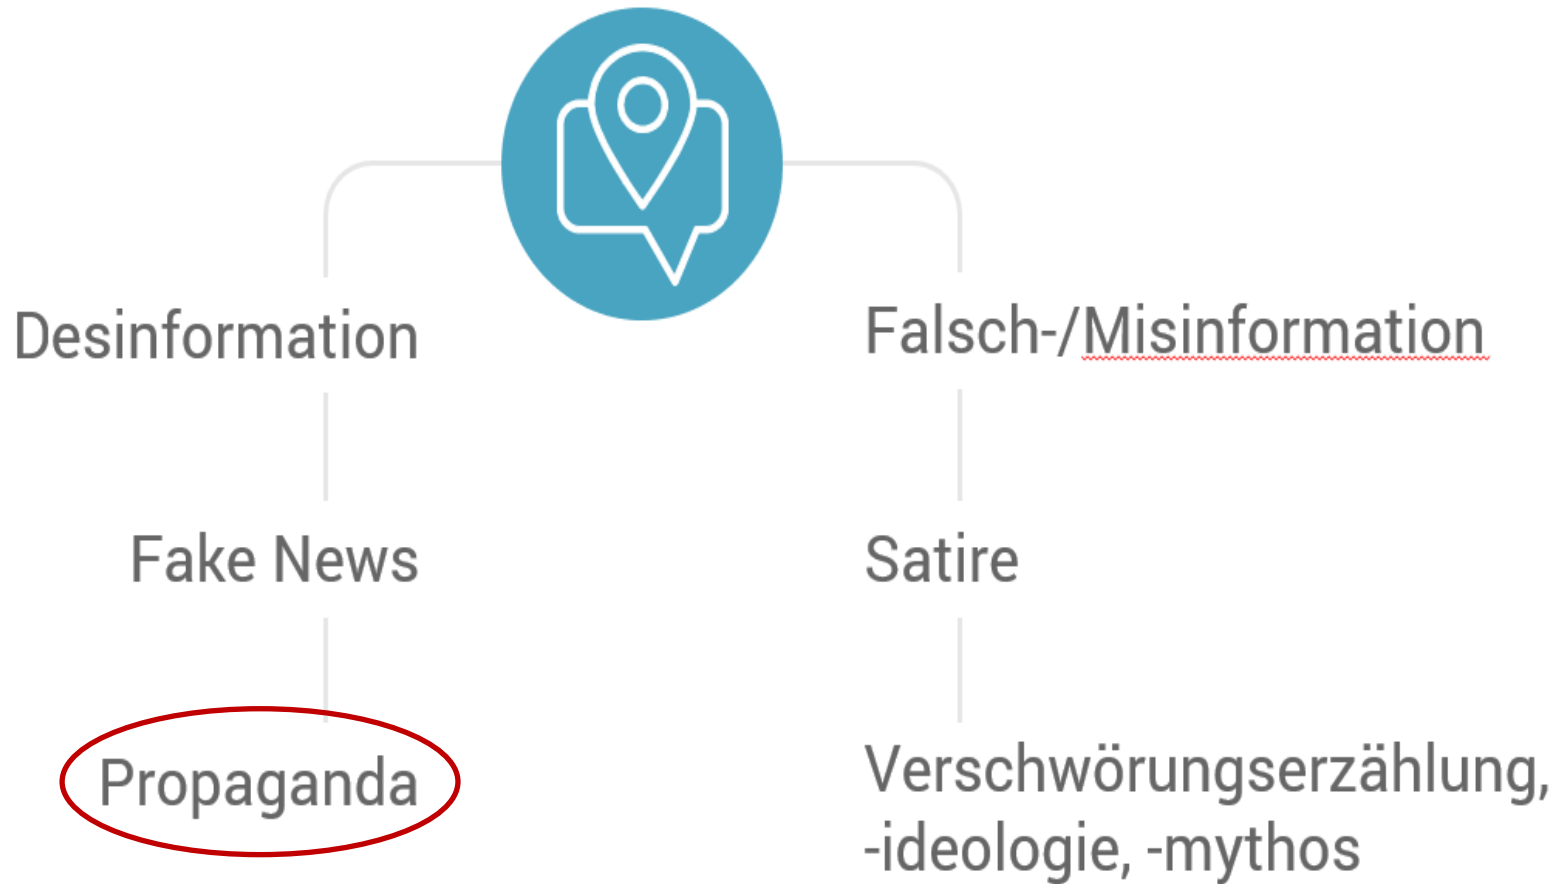 Desinformation
Falsch-/Misinformation
Fake News
Satire
Propaganda
Verschwörungserzählung,
-ideologie, -mythos